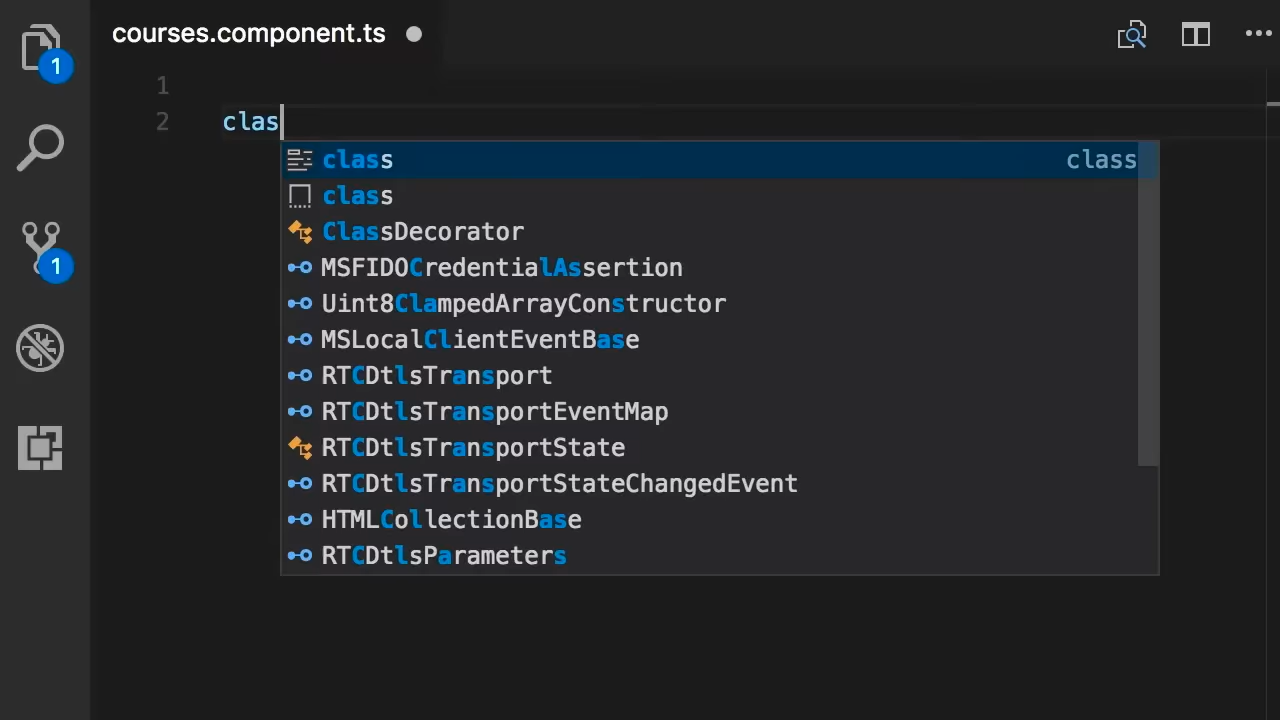 courses.component.ts
1
1
2 clas
class class
class
ClassDecorator
MSFIDOCredentialAssertion
Uint8ClampedArrayConstructor
MSLocalClientEventBase
RTCDtlsTransport
RTCDtlsTransportEventMap
RTCDtlsTransportState
RTCDtlsTransportStateChangedEvent
HTMLCollectionBase
RTCDtlsParameters
1